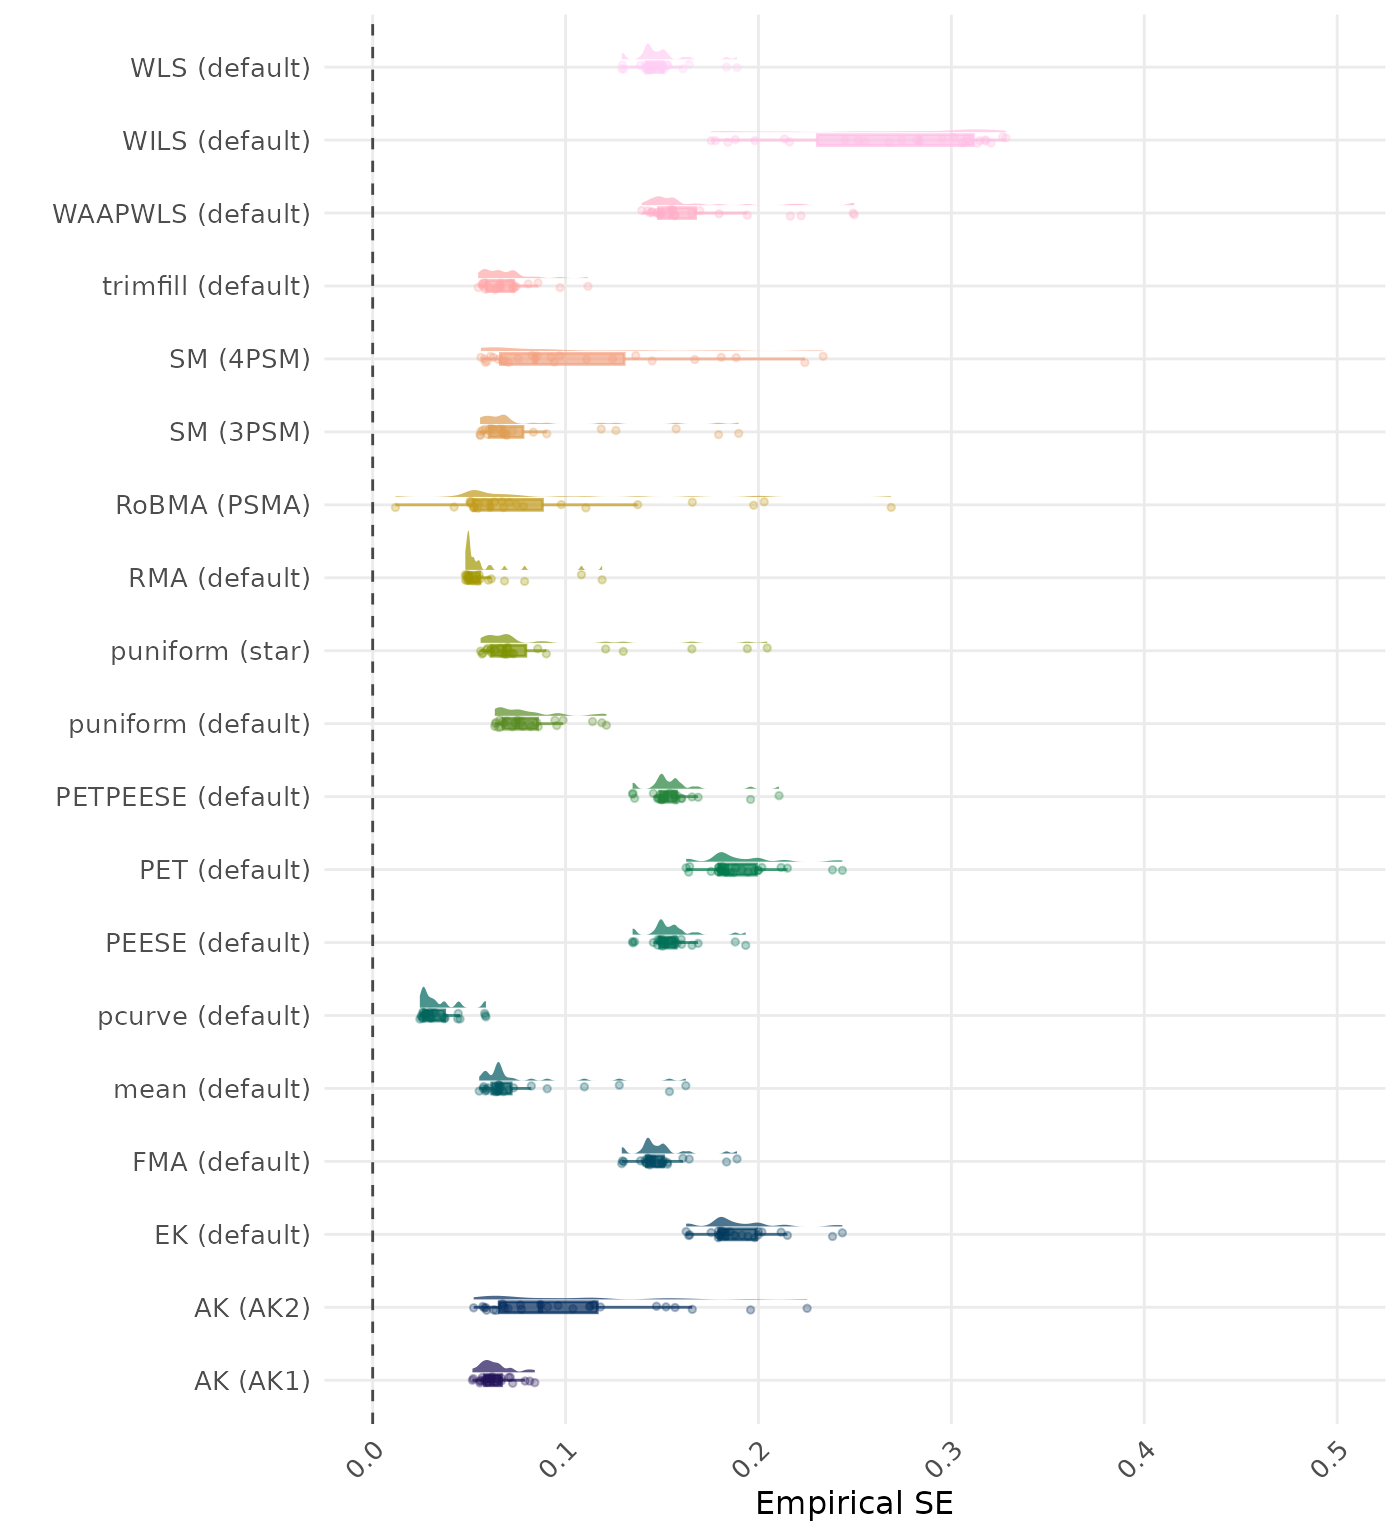 WLS (default)
WILS (default)
WAAPWLS (default)
trimfill (default)
SM (4PSM)
SM (3PSM)
RoBMA (PSMA)
RMA (default)
puniform (star)
puniform (default)
PETPEESE (default)
PET (default)
PEESE (default)
pcurve (default)
mean (default)
FMA (default)
EK (default)
AK (AK2)
AK (AK1)
0.0 0.1 0.2 0.3 0.4 0.5
Empirical SE